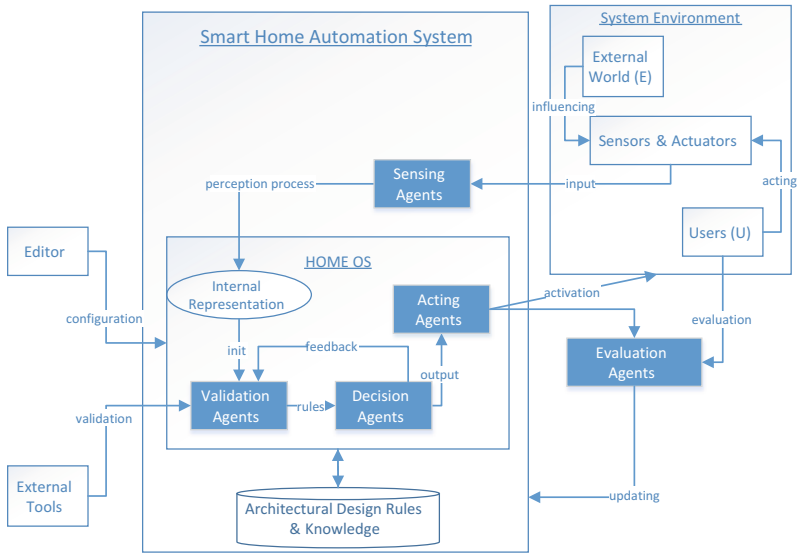 Smart Home Automation System
System Environment
External
World (E)
influencing
Sensors & Actuators
acting
Users (U)
input
Sensing
Agents
perception process
HOME OS
Internal
Representation
Editor
configuration
Acting
Agents
activation
evaluation
init
feedback
output
Evaluation
Agents
Validation
Agents
rules
Decision
Agents
validation
External
Tools
updating
Architectural Design Rules
& Knowledge